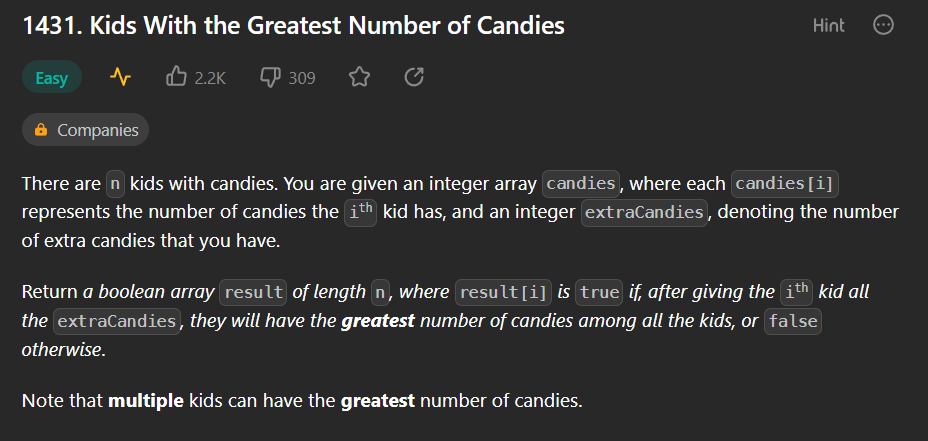 1431. Kids With the Greatest Number of Candies
Hint
Easy
2.2K
309
Companies
There are n kids with candies. You are given an integer array candies, where each candies[i]
represents the number of candies the ith kid has, and an integer extraCandies, denoting the number
of extra candies that you have.
Return a boolean array result of length n, where result[i] is true if, after giving the ith kid all
the extraCandies, they will have the greatest number of candies among all the kids, or false
otherwise.
Note that multiple kids can have the greatest number of candies.